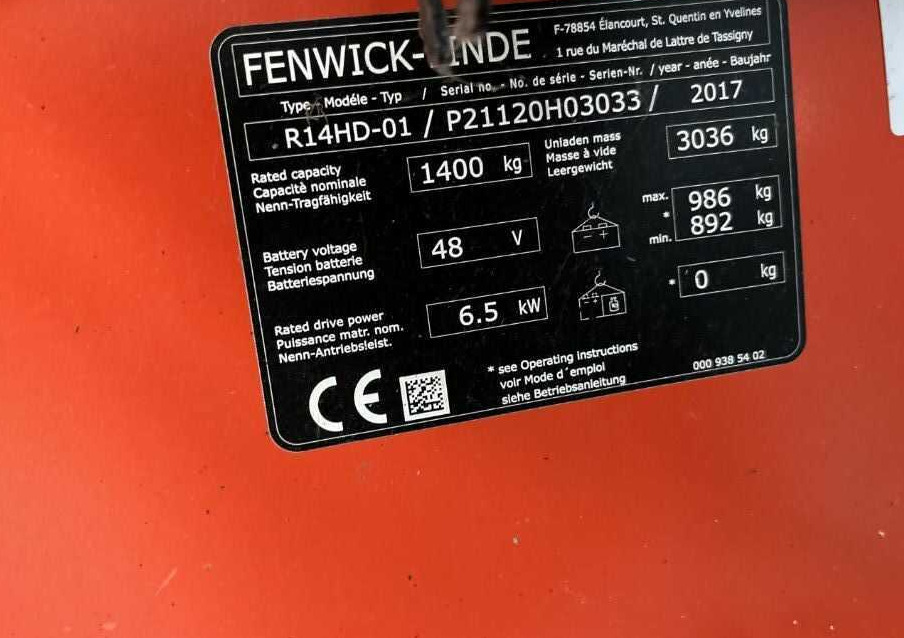 FENWICK-LINDE
F-78854 Élancourt, St. Quentin en Yvelines
1 rue du Maréchal de Lattre de Tassigny
Type - Modéle - Typ / Serial no. - No. de série - Serien-Nr. / year - anée - Baujahr
R14HD-01 / P21120H03033 / 2017
Rated capacity
Capacitè nominale
Nenn-Tragfähigkeit
1400 kg
Unladen mass
Masse à vide
Leergewicht
3036 kg
Battery voltage
Tension batterie
Batteriespannung
48 V
max. 986 kg
*
min. 892 kg
Rated drive power
Puissance matr. nom.
Nenn-Antriebsleist.
6.5 kW
* 0 kg
CE
* see Operating instructions
voir Mode d´emploi
siehe Betriebsanleitung
000 938 54 02